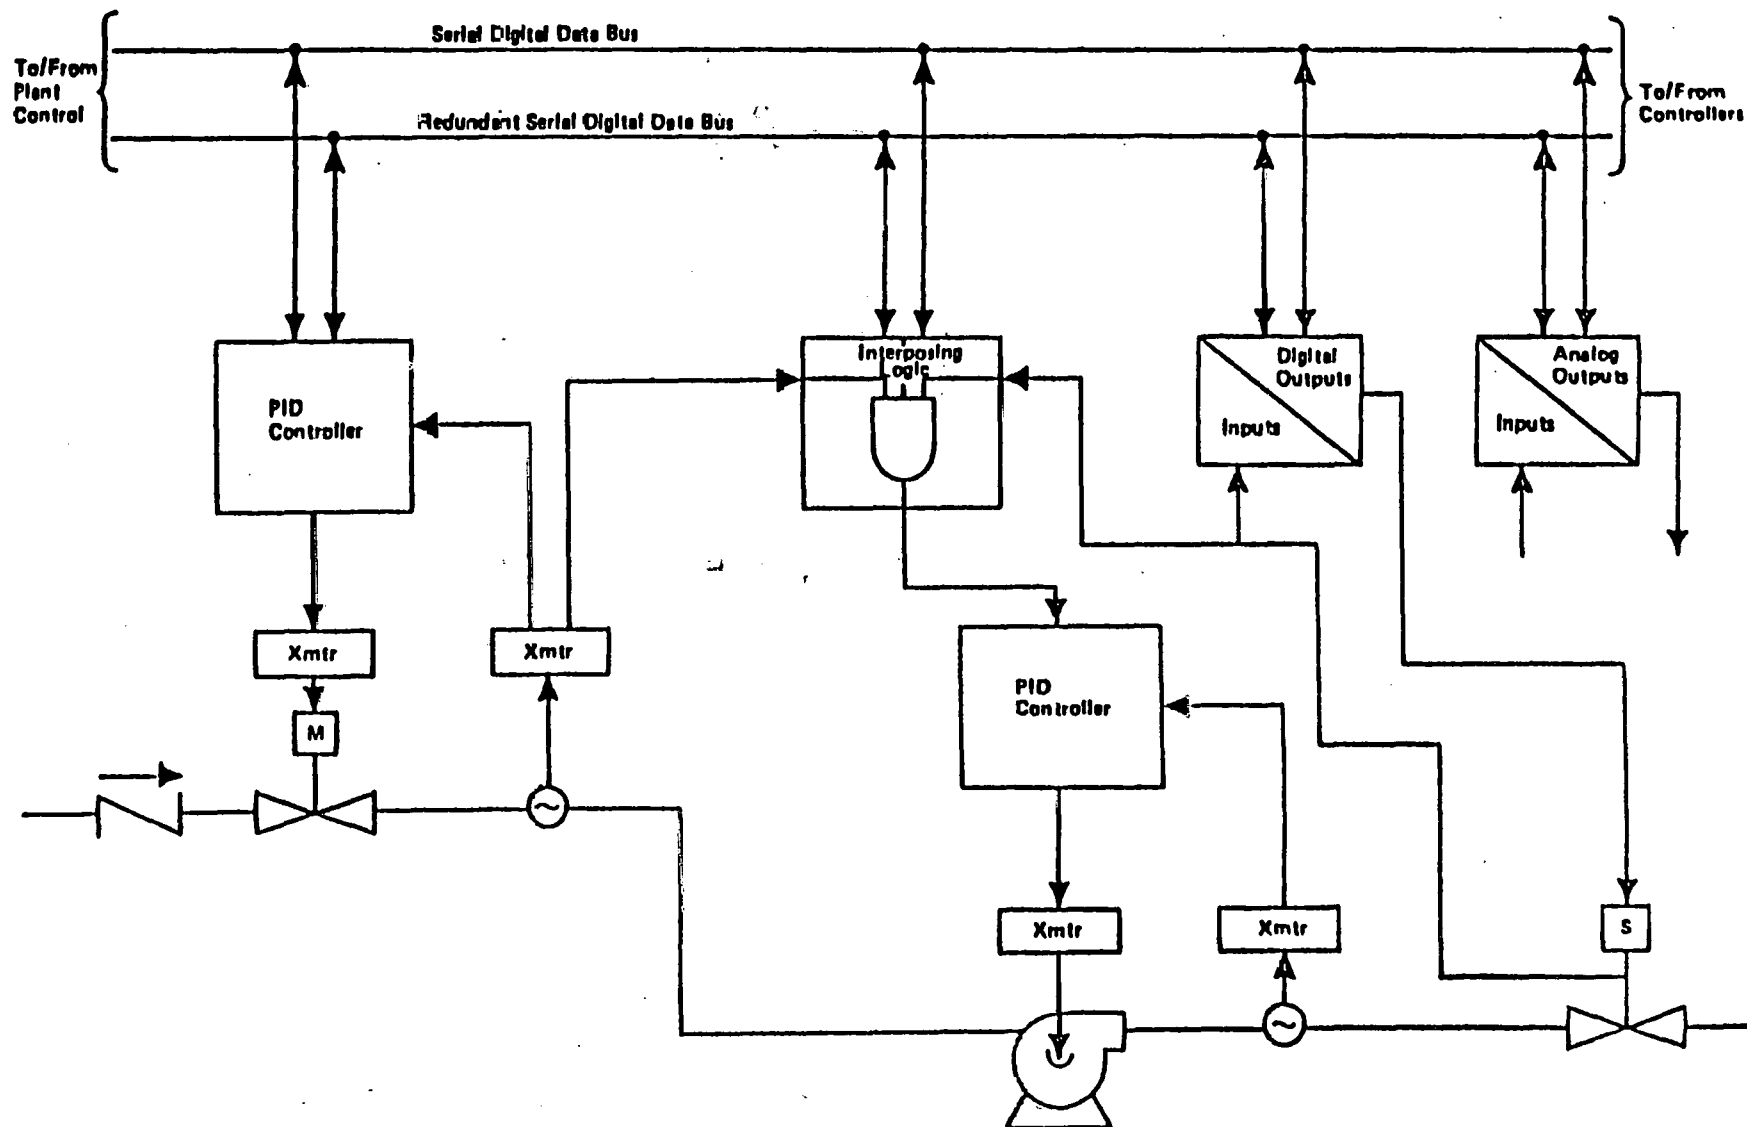 Serial Digital Data Bus
To/From
Plant
Control
To/From
Controllers
Redundant Serial Digital Data Bus
PID
Controller
Interposing
Logic
Digital
Outputs
Inputs
Analog
Outputs
Inputs
Xmtr
Xmtr
M
PID
Controller
Xmtr
Xmtr
S